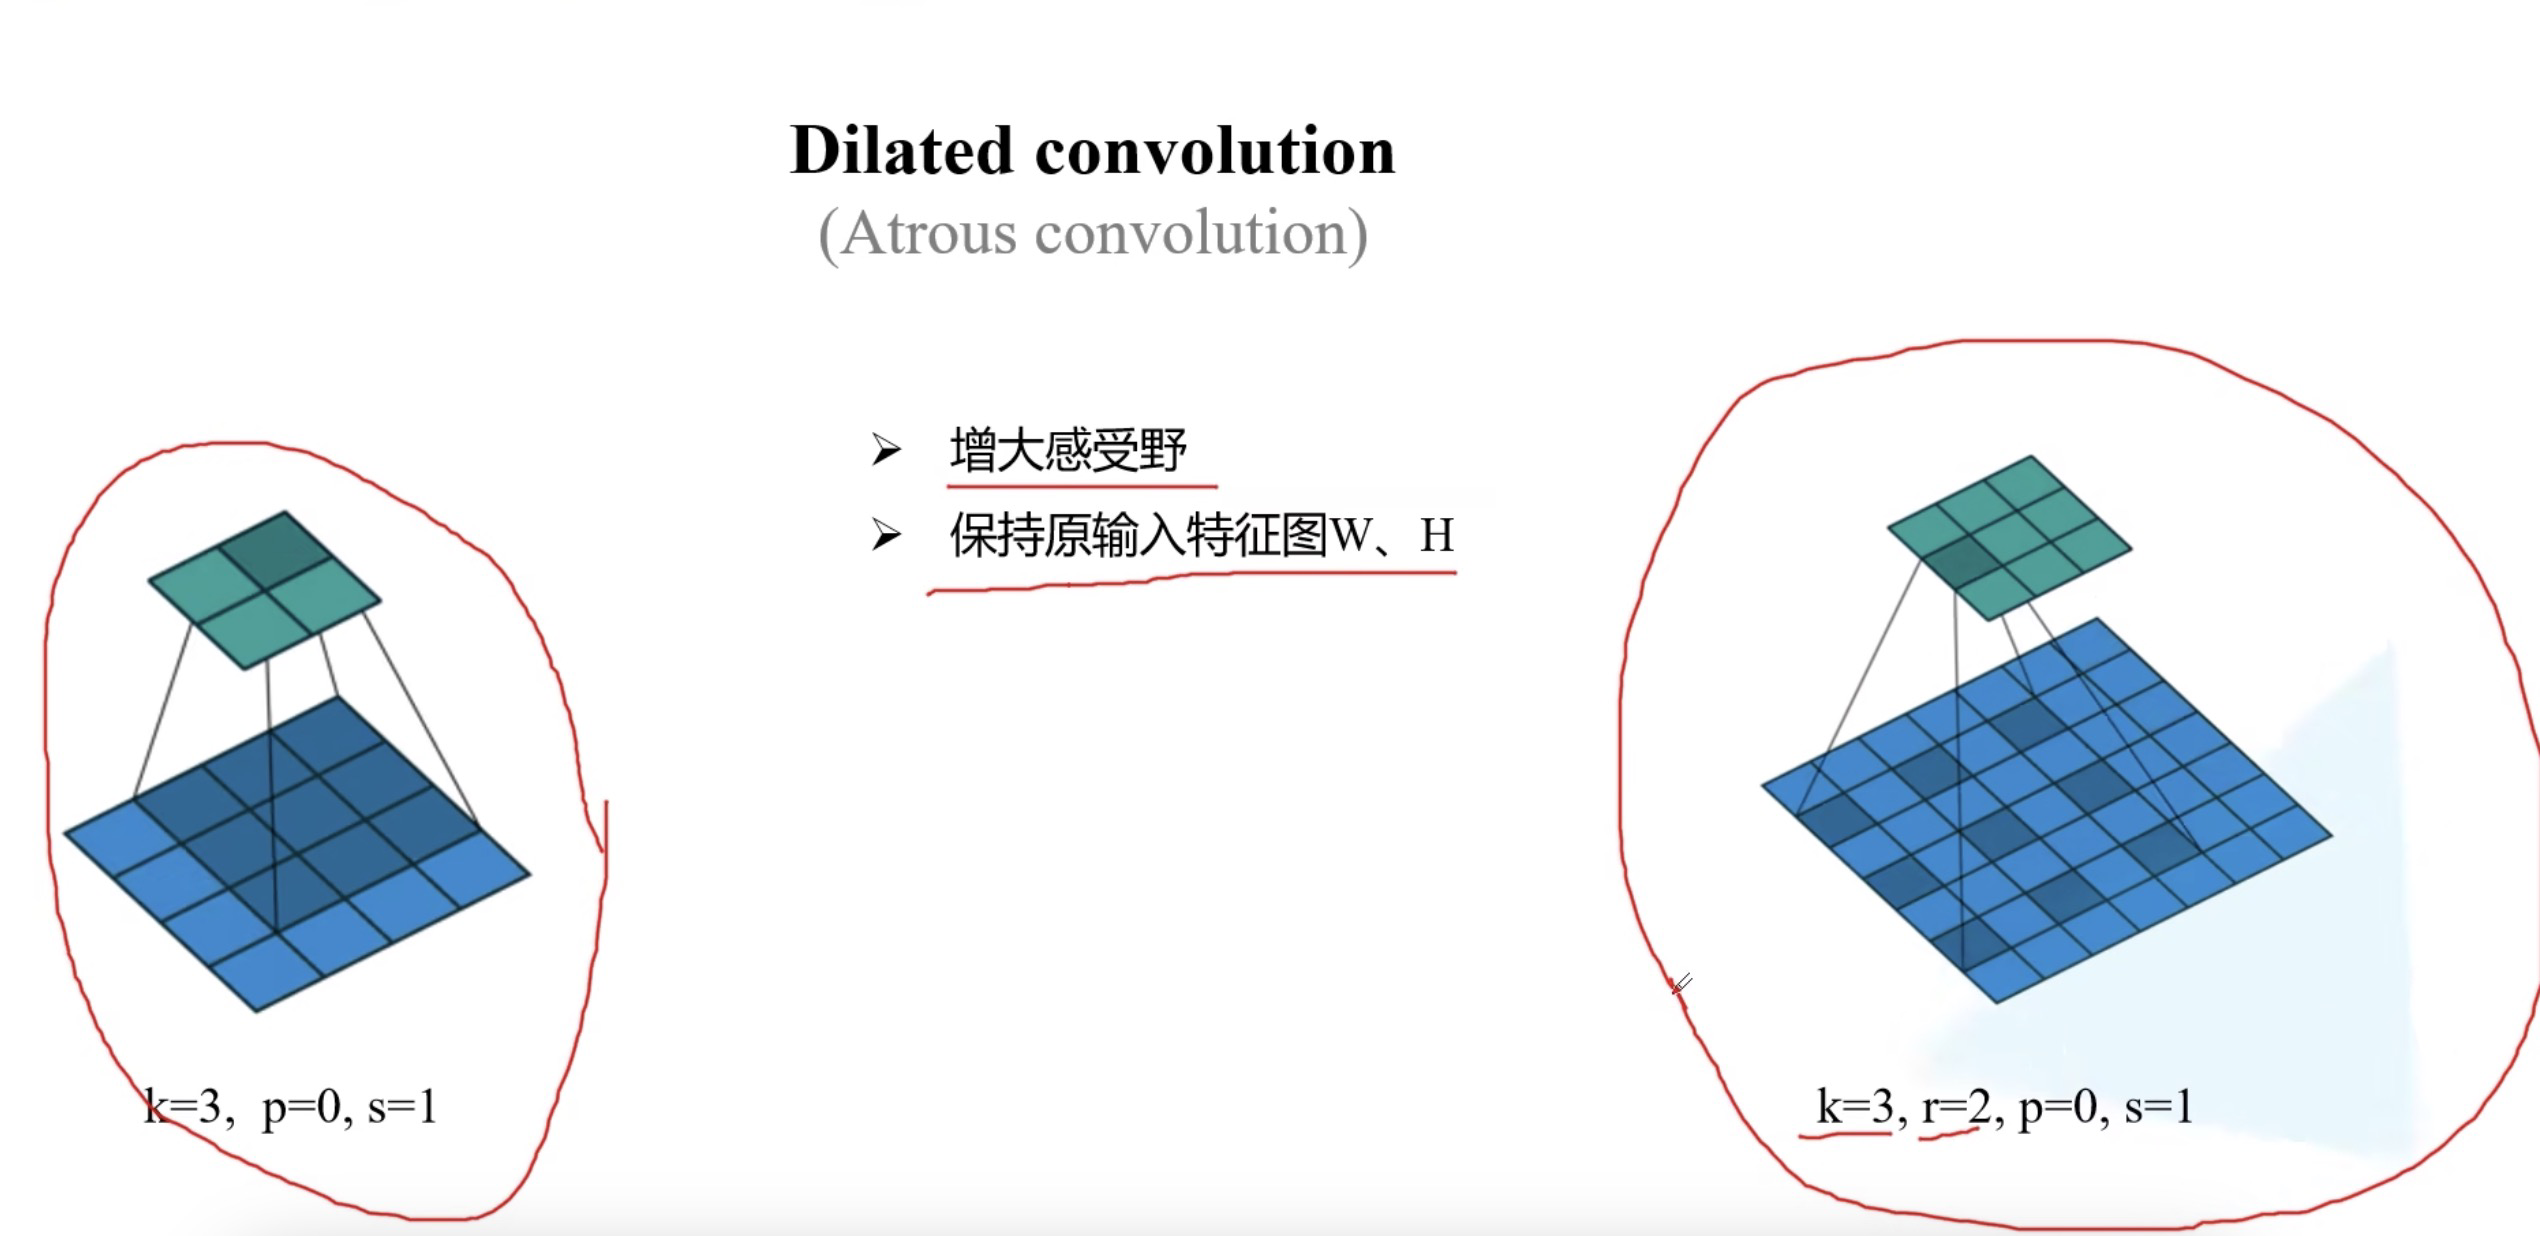 Dilated convolution
(Atrous convolution)
➢ 增大感受野
➢ 保持原输入特征图W、H
k=3, p=0, s=1
k=3, r=2, p=0, s=1